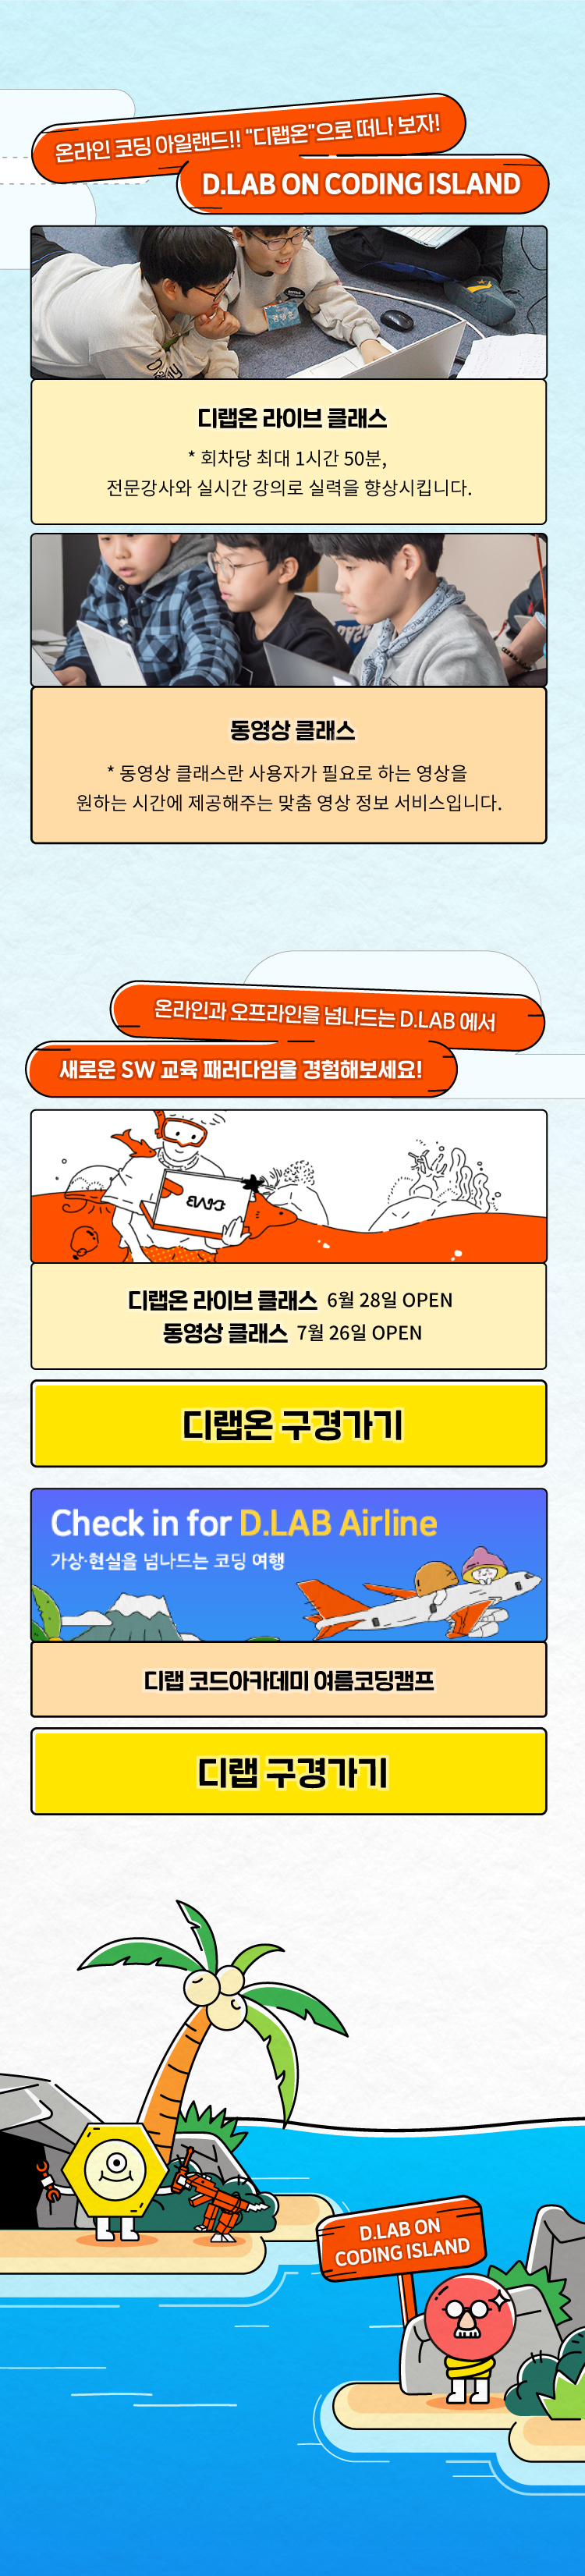 온라인 코딩 아일랜드!! "디랩온"으로 떠나 보자!
D.LAB ON CODING ISLAND
디랩온 라이브 클래스
* 회차당 최대 1시간 50분,
전문강사와 실시간 강의로 실력을 향상시킵니다.
동영상 클래스
* 동영상 클래스란 사용자가 필요로 하는 영상을
원하는 시간에 제공해주는 맞춤 영상 정보 서비스입니다.
온라인과 오프라인을 넘나드는 D.LAB 에서
새로운 SW 교육 패러다임을 경험해보세요!
디랩온 라이브 클래스 6월 28일 OPEN
동영상 클래스 7월 26일 OPEN
디랩온 구경가기
Check in for D.LAB Airline
가상·현실을 넘나드는 코딩 여행
디랩 코드아카데미 여름코딩캠프
디랩 구경가기
D.LAB ON
CODING ISLAND